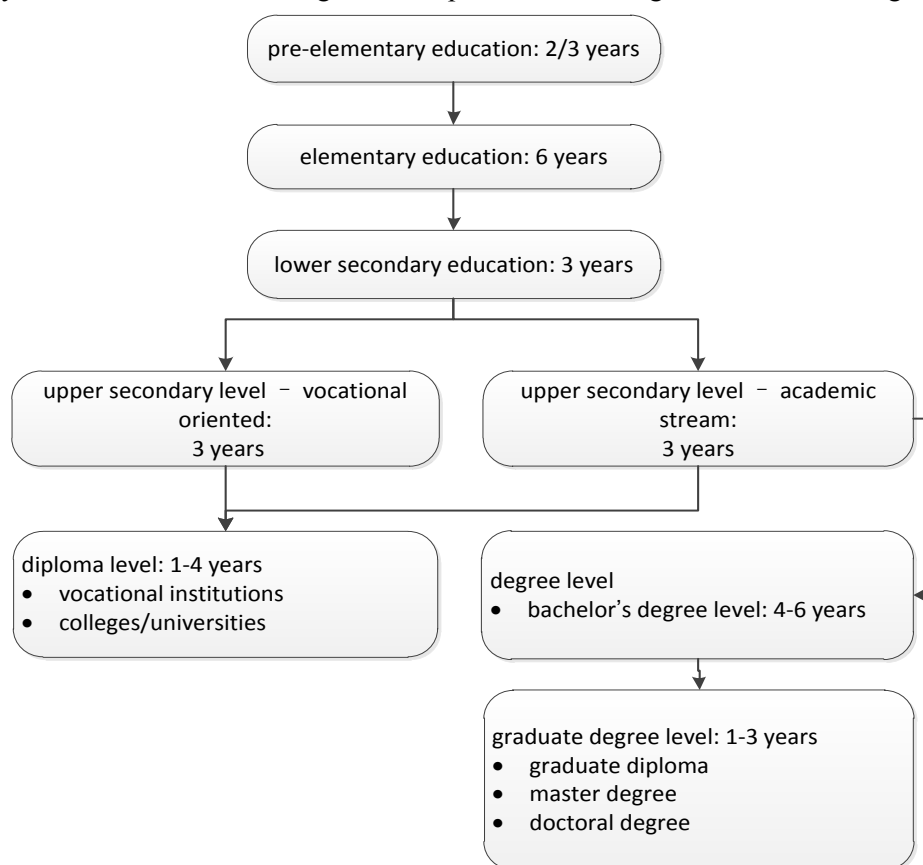 pre-elementary education: 2/3 years
elementary education: 6 years
lower secondary education: 3 years
upper secondary level – vocational
oriented:
3 years
upper secondary level – academic
stream:
3 years
diploma level: 1-4 years
• vocational institutions
• colleges/universities
degree level
• bachelor’s degree level: 4-6 years
graduate degree level: 1-3 years
• graduate diploma
• master degree
• doctoral degree